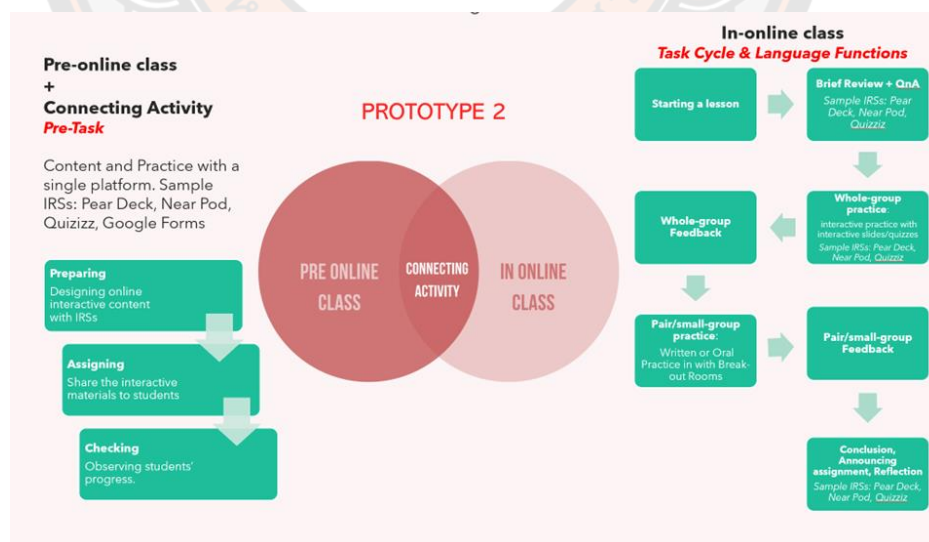 Pre-online class
+
Connecting Activity
Pre-Task
Content and Practice with a
single platform. Sample
IRSs: Pear Deck, Near Pod,
Quizizz, Google Forms
Preparing
Designing online
interactive content
with IRSs
Assigning
Share the interactive
materials to students
Checking
Observing students'
progress.
PROTOTYPE 2
PRE ONLINE
CLASS
CONNECTING
ACTIVITY
IN ONLINE
CLASS
In-online class
Task Cycle & Language Functions
Starting a lesson
Brief Review + QnA
Sample IRSs: Pear
Deck, Near Pod,
Quizziz
Whole-group
practice:
interactive practice with
interactive slides/quizzes
Sample IRSs: Pear Deck,
Near Pod, Quizziz
Whole-group
Feedback
Pair/small-group
practice:
Written or Oral
Practice in with Break-
out Rooms
Pair/small-group
Feedback
Conclusion,
Announcing
assignment, Reflection
Sample IRSs: Pear Deck,
Near Pod, Quizziz